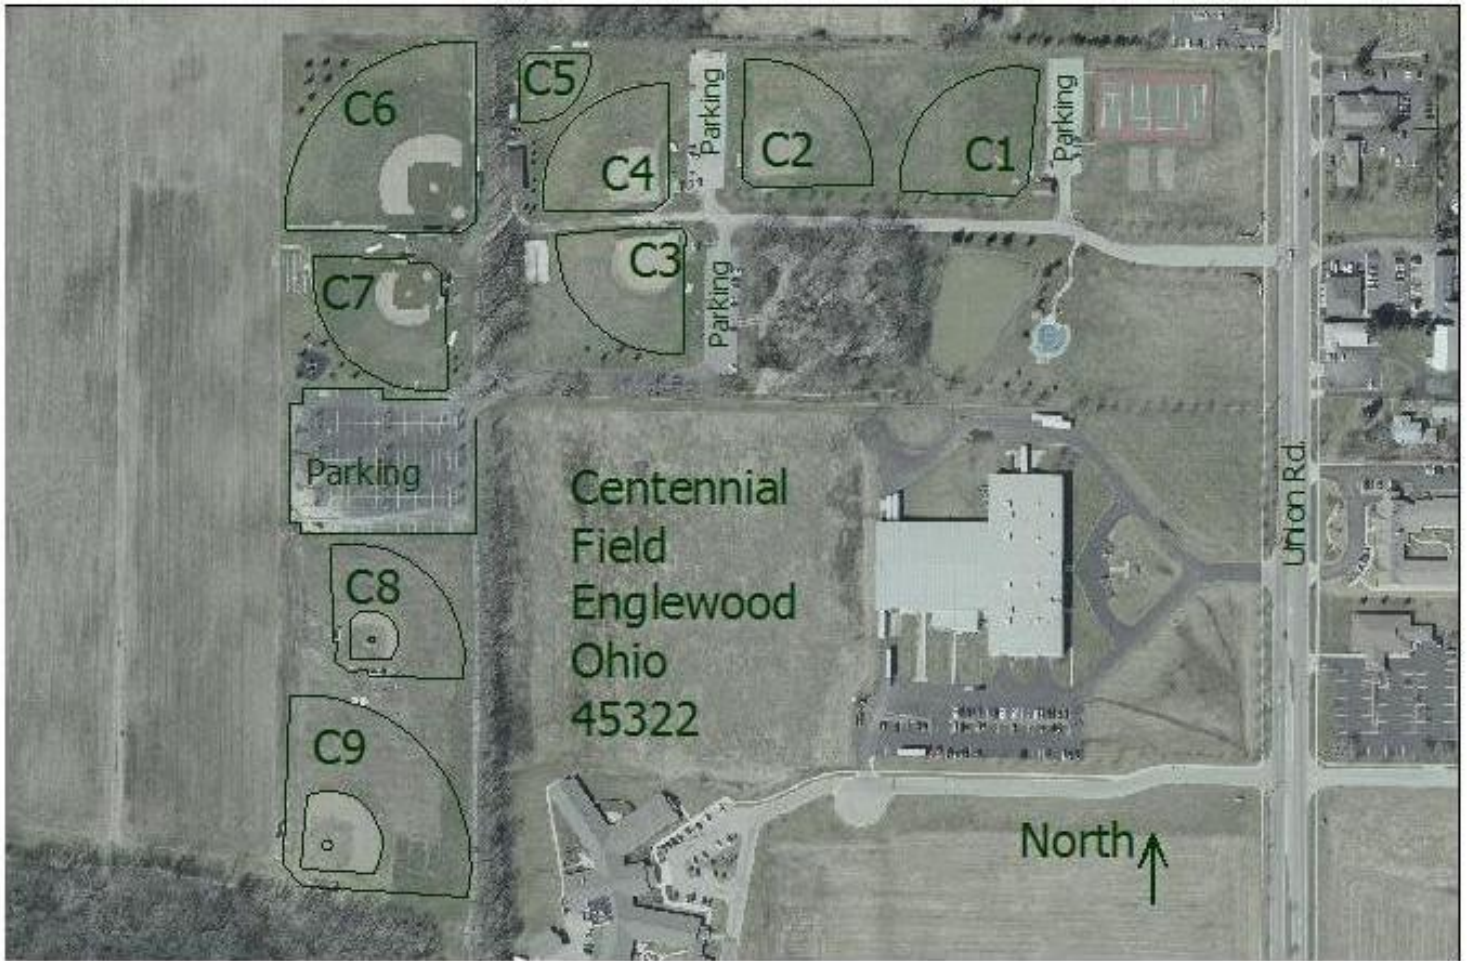 C6
C5
C4
Parking
C2
C1
Parking
C7
C3
Parking
Parking
Centennial
Field
Englewood
Ohio
45322
Union Rd.
C8
C9
North